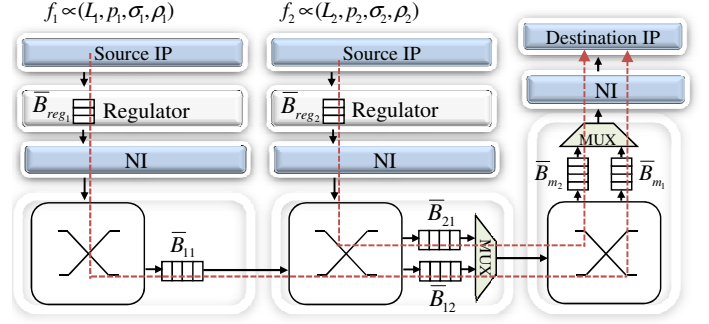 f₁∝(L₁, p₁, σ₁, ρ₁)
f₂∝(L₂, p₂, σ₂, ρ₂)
Source IP
Source IP
Destination IP
B̅reg₁
Regulator
B̅reg₂
Regulator
NI
NI
NI
MUX
B̅m₂
B̅m₁
B̅₁₁
B̅₂₁
B̅₁₂
MUX